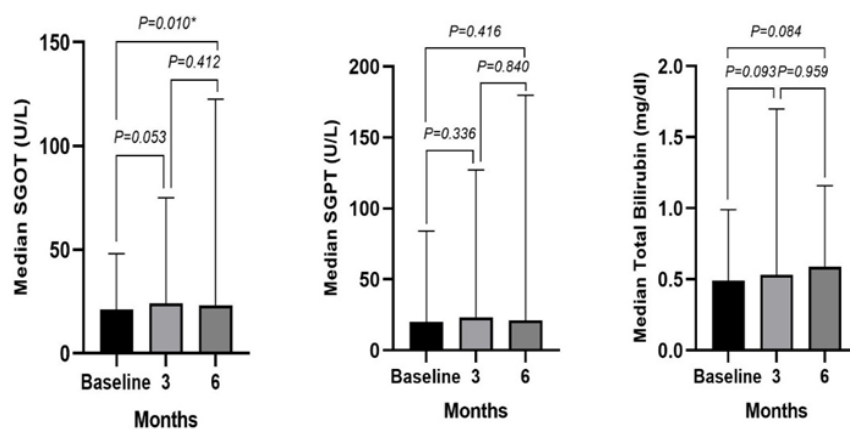 P=0.010*
P=0.412
P=0.053
150
100
50
0
Median SGOT (U/L)
Baseline 3 6
Months
P=0.416
P=0.840
P=0.336
200
150
100
50
0
Median SGPT (U/L)
Baseline 3 6
Months
P=0.084
P=0.093 P=0.959
2.0
1.5
1.0
0.5
0.0
Median Total Bilirubin (mg/dl)
Baseline 3 6
Months